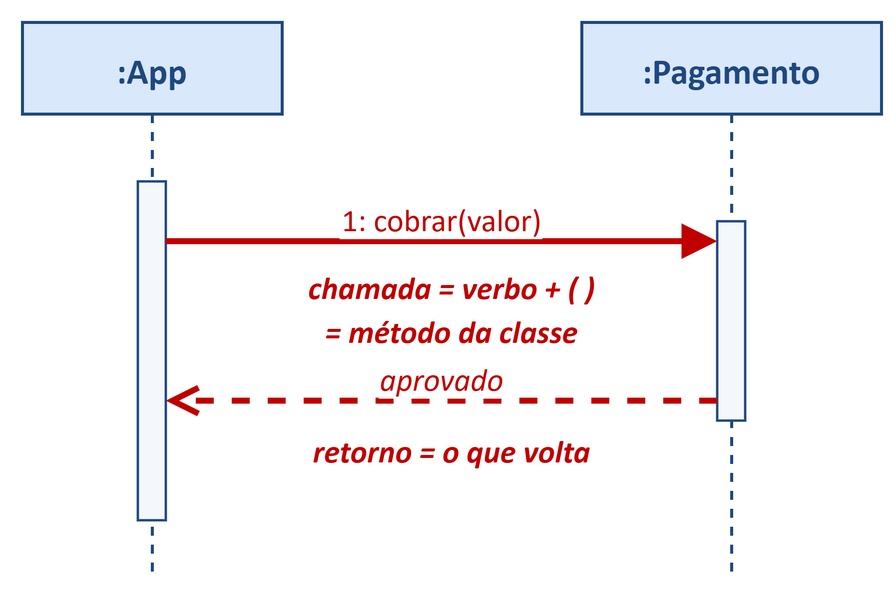 :App
:Pagamento
1: cobrar(valor)
chamada = verbo + ( )
= método da classe
aprovado
retorno = o que volta